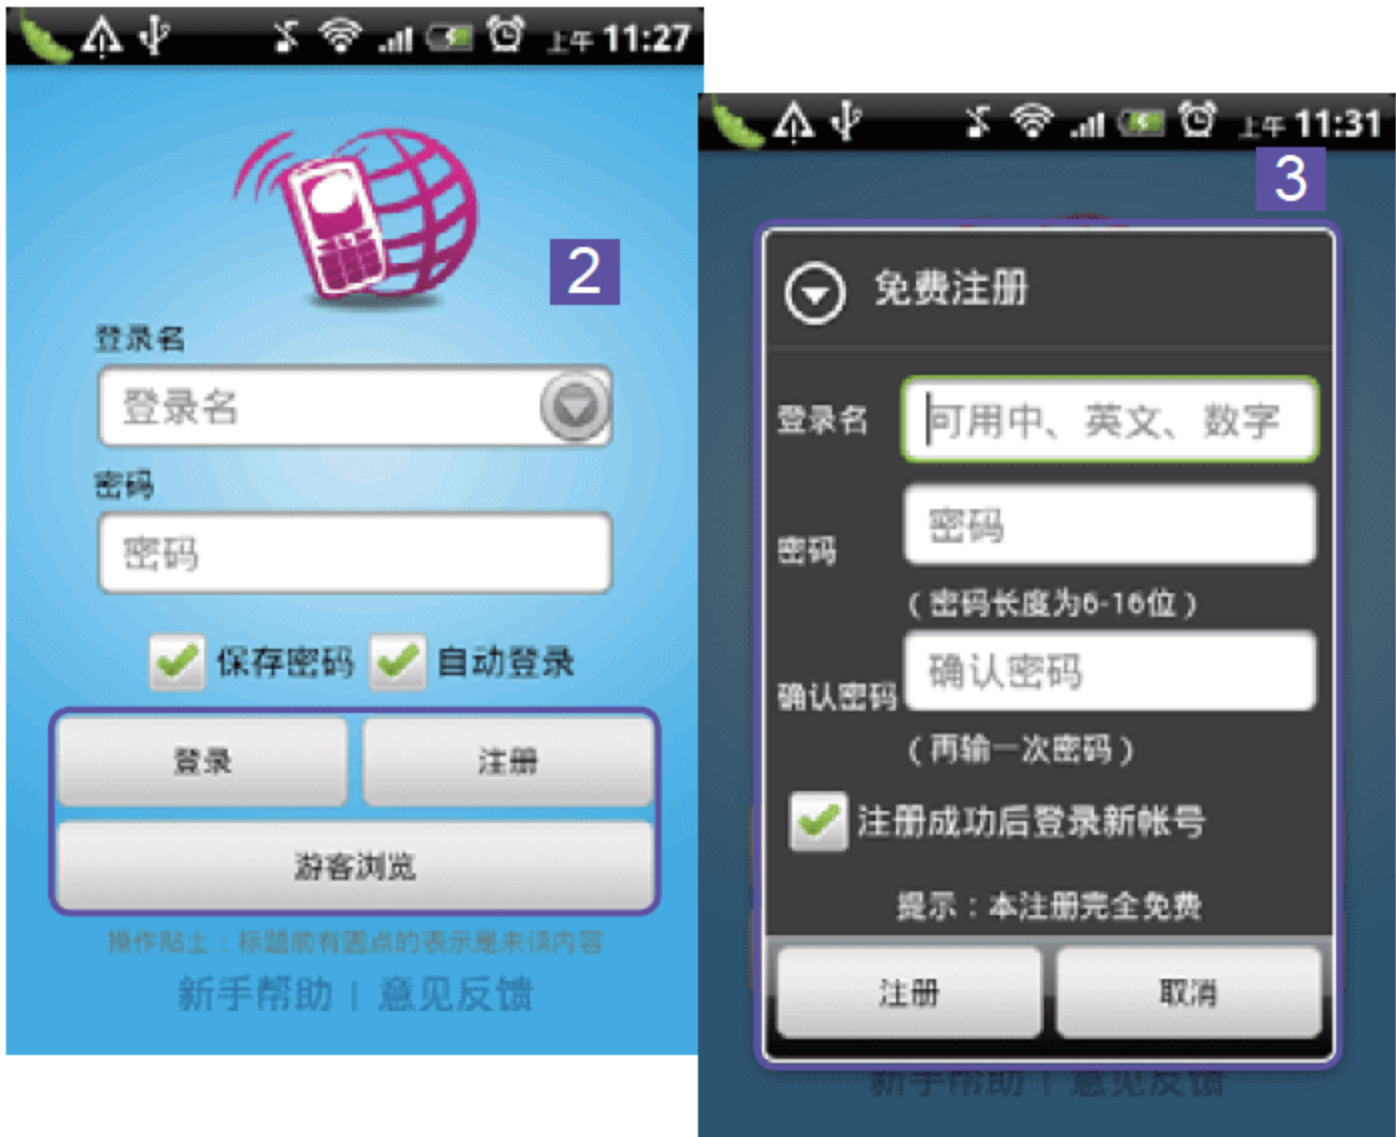 上午 11:27
2
登录名
登录名
密码
密码
保存密码 自动登录
登录 注册
游客浏览
操作贴士：标题前有圆点的表示是未读内容
新手帮助 | 意见反馈
上午 11:31
3
免费注册
登录名 可用中、英文、数字
密码 密码
（密码长度为6-16位）
确认密码 确认密码
（再输一次密码）
注册成功后登录新帐号
提示：本注册完全免费
注册 取消
新手帮助 | 意见反馈